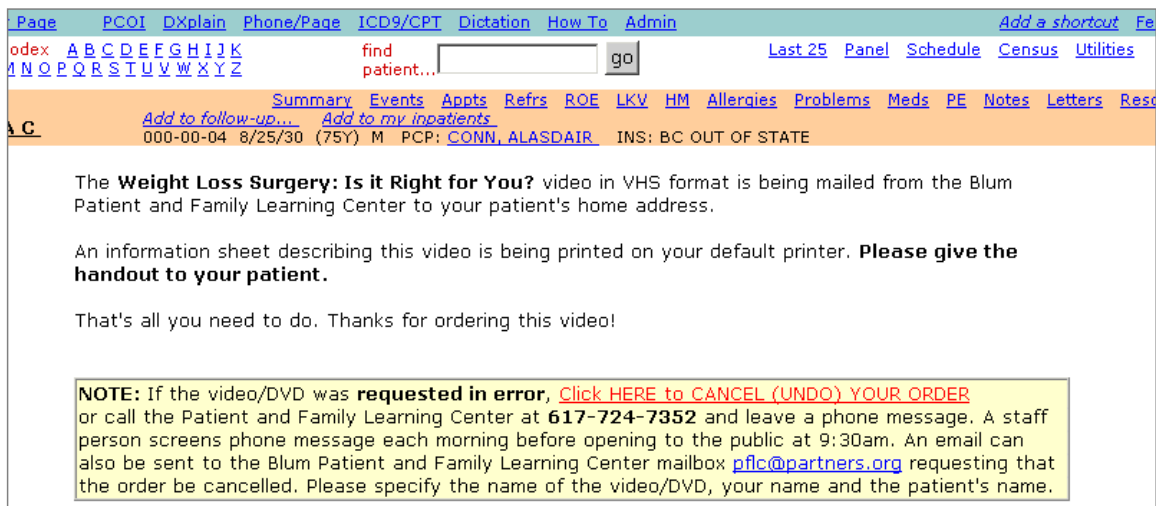 r Page PCOI DXplain Phone/Page ICD9/CPT Dictation How To Admin Add a shortcut Fe
odex A B C D E F G H I J K find Last 25 Panel Schedule Census Utilities
M N O P Q R S T U V W X Y Z patient... go
Summary Events Appts Refrs ROE LKV HM Allergies Problems Meds PE Notes Letters Reso
Add to follow-up... Add to my inpatients
A C 000-00-04 8/25/30 (75Y) M PCP: CONN, ALASDAIR INS: BC OUT OF STATE
The Weight Loss Surgery: Is it Right for You? video in VHS format is being mailed from the Blum
Patient and Family Learning Center to your patient's home address.
An information sheet describing this video is being printed on your default printer. Please give the
handout to your patient.
That's all you need to do. Thanks for ordering this video!
NOTE: If the video/DVD was requested in error, Click HERE to CANCEL (UNDO) YOUR ORDER
or call the Patient and Family Learning Center at 617-724-7352 and leave a phone message. A staff
person screens phone message each morning before opening to the public at 9:30am. An email can
also be sent to the Blum Patient and Family Learning Center mailbox pflc@partners.org requesting that
the order be cancelled. Please specify the name of the video/DVD, your name and the patient's name.